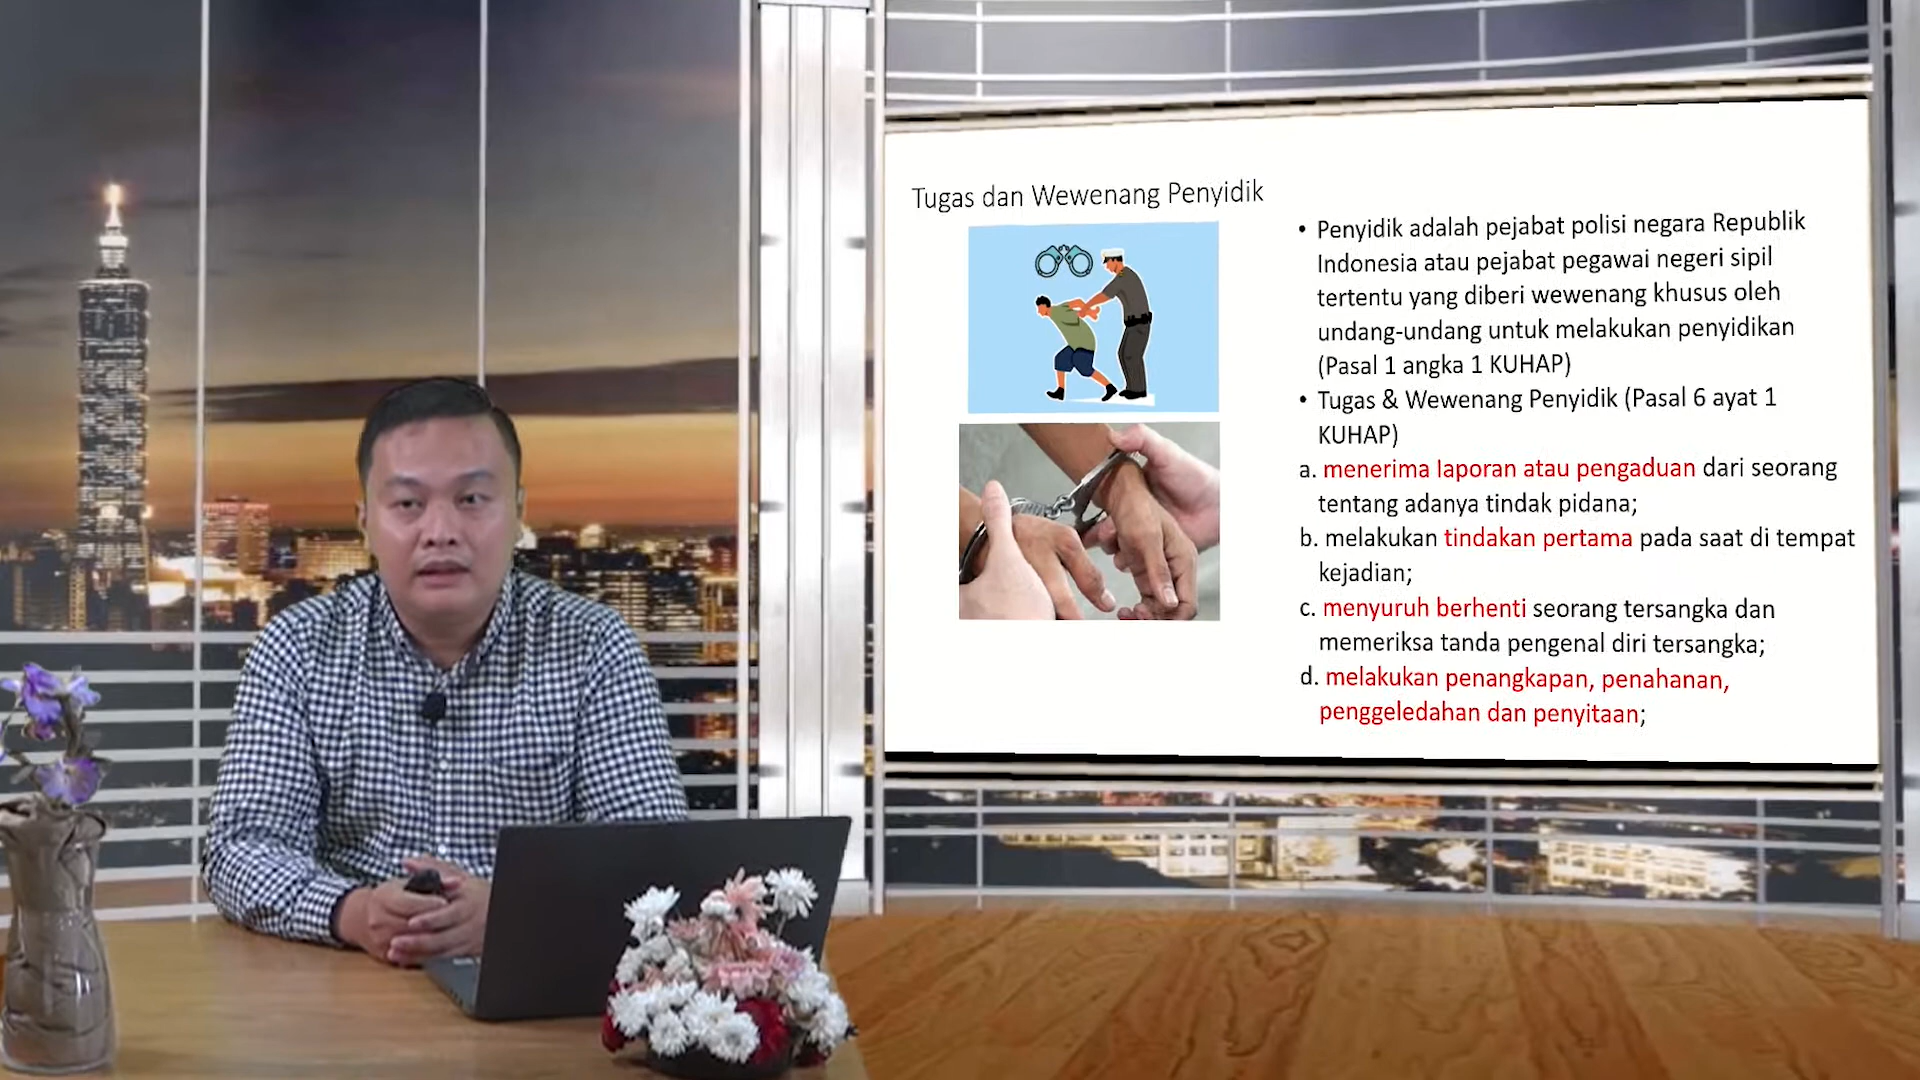 Tugas dan Wewenang Penyidik
• Penyidik adalah pejabat polisi negara Republik
Indonesia atau pejabat pegawai negeri sipil
tertentu yang diberi wewenang khusus oleh
undang-undang untuk melakukan penyidikan
(Pasal 1 angka 1 KUHAP)
• Tugas & Wewenang Penyidik (Pasal 6 ayat 1
KUHAP)
a. menerima laporan atau pengaduan dari seorang
tentang adanya tindak pidana;
b. melakukan tindakan pertama pada saat di tempat
kejadian;
c. menyuruh berhenti seorang tersangka dan
memeriksa tanda pengenal diri tersangka;
d. melakukan penangkapan, penahanan,
penggeledahan dan penyitaan;